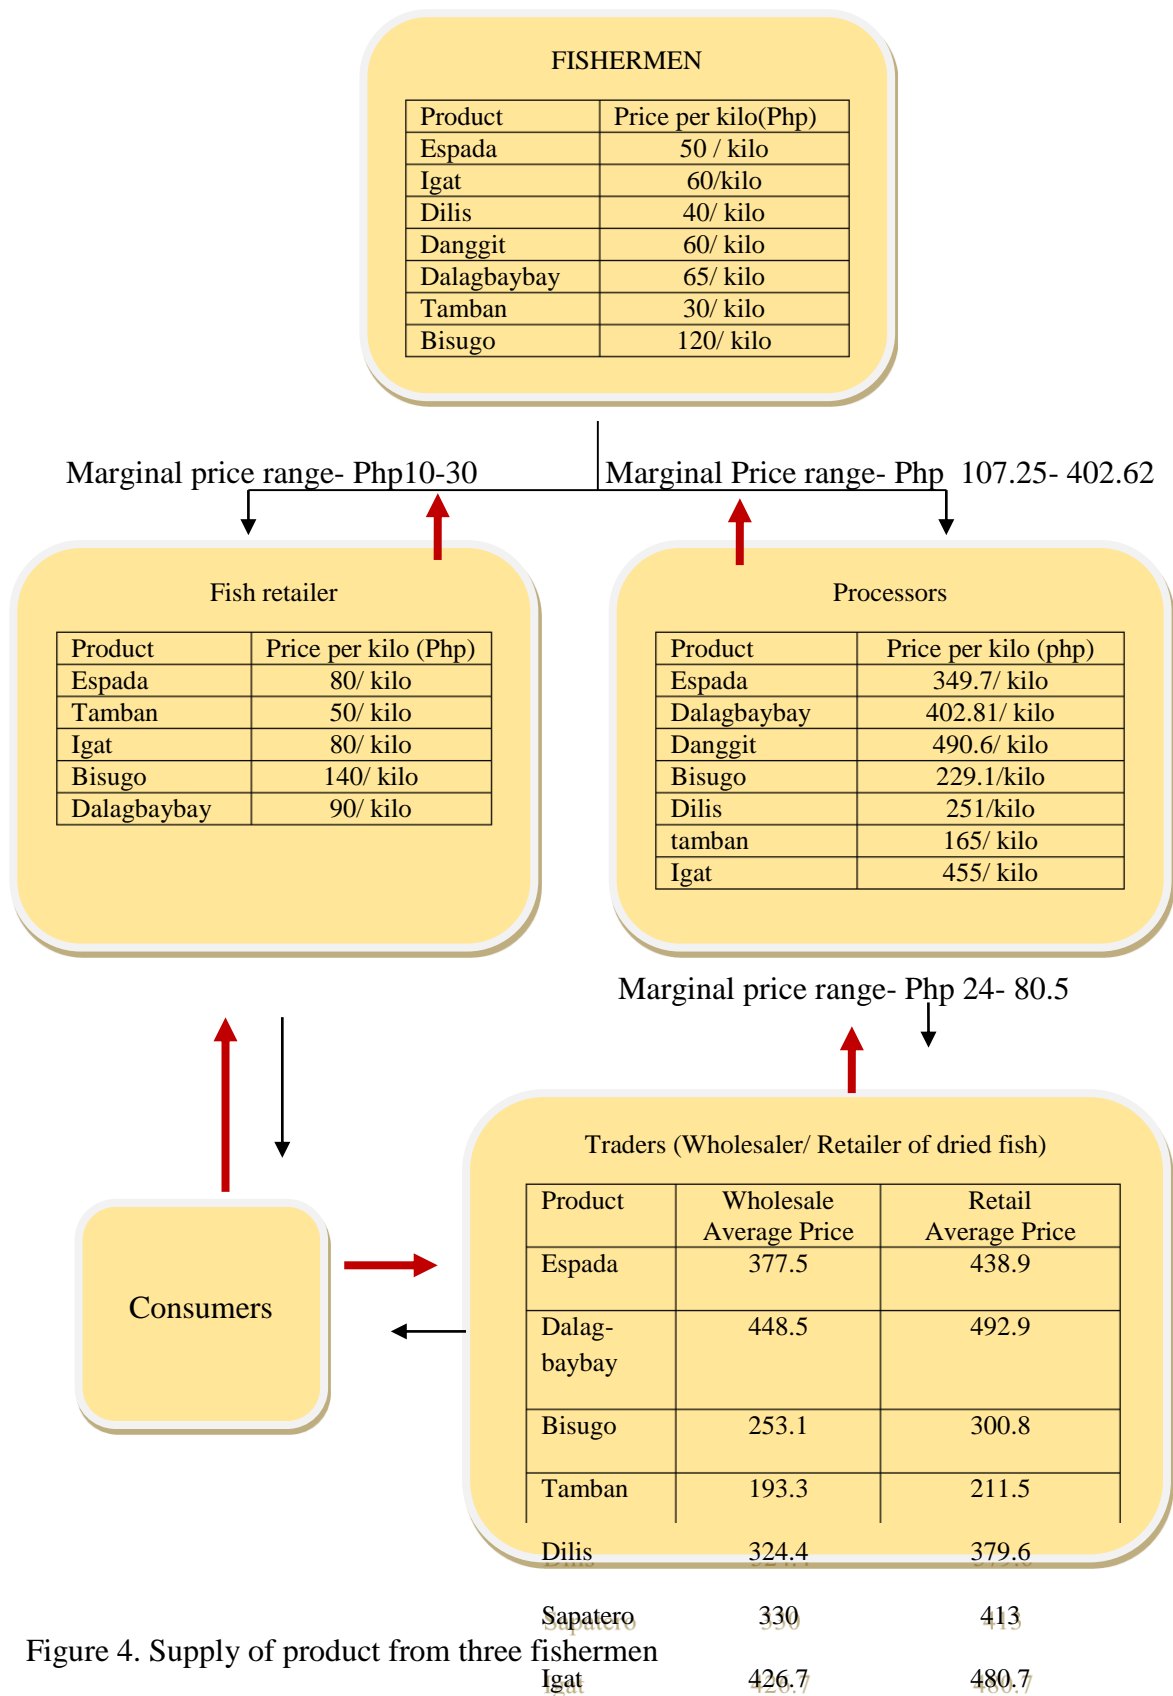 FISHERMEN
Product Price per kilo(Php)
Espada 50 / kilo
Igat 60/kilo
Dilis 40/ kilo
Danggit 60/ kilo
Dalagbaybay 65/ kilo
Tamban 30/ kilo
Bisugo 120/ kilo
Marginal price range- Php10-30
Marginal Price range- Php 107.25- 402.62
Fish retailer
Product Price per kilo (Php)
Espada 80/ kilo
Tamban 50/ kilo
Igat 80/ kilo
Bisugo 140/ kilo
Dalagbaybay 90/ kilo
Processors
Product Price per kilo (php)
Espada 349.7/ kilo
Dalagbaybay 402.81/ kilo
Danggit 490.6/ kilo
Bisugo 229.1/kilo
Dilis 251/kilo
tamban 165/ kilo
Igat 455/ kilo
Marginal price range- Php 24- 80.5
Consumers
Traders (Wholesaler/ Retailer of dried fish)
Product Wholesale Retail
Average Price Average Price
Espada 377.5 438.9
Dalag- 448.5 492.9
baybay
Bisugo 253.1 300.8
Tamban 193.3 211.5
Dilis 324.4 379.6
Sapatero 330 413
Igat 426.7 480.7
Figure 4. Supply of product from three fishermen